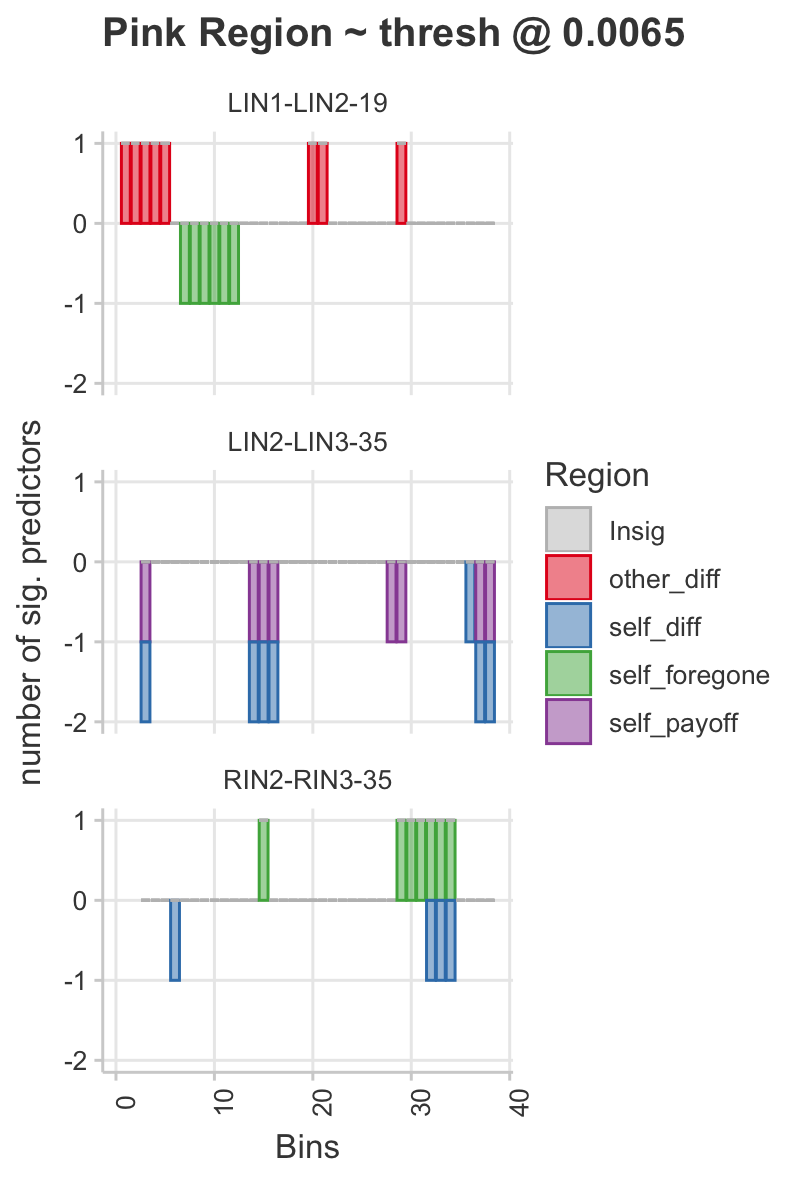 Pink Region ~ thresh @ 0.0065
LIN1-LIN2-19
1
0
-1
-2
LIN2-LIN3-35
1
0
-1
-2
RIN2-RIN3-35
1
0
-1
-2
0
10
20
30
40
Bins
number of sig. predictors
Region
Insig
other_diff
self_diff
self_foregone
self_payoff